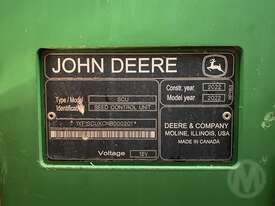 JOHN DEERE
Constr. year 2022
Model year 2022
Type / Model SCU
Identification SEED CONTROL UNIT
DEERE & COMPANY
MOLINE, ILLINOIS, USA
MADE IN CANADA
Voltage 12V